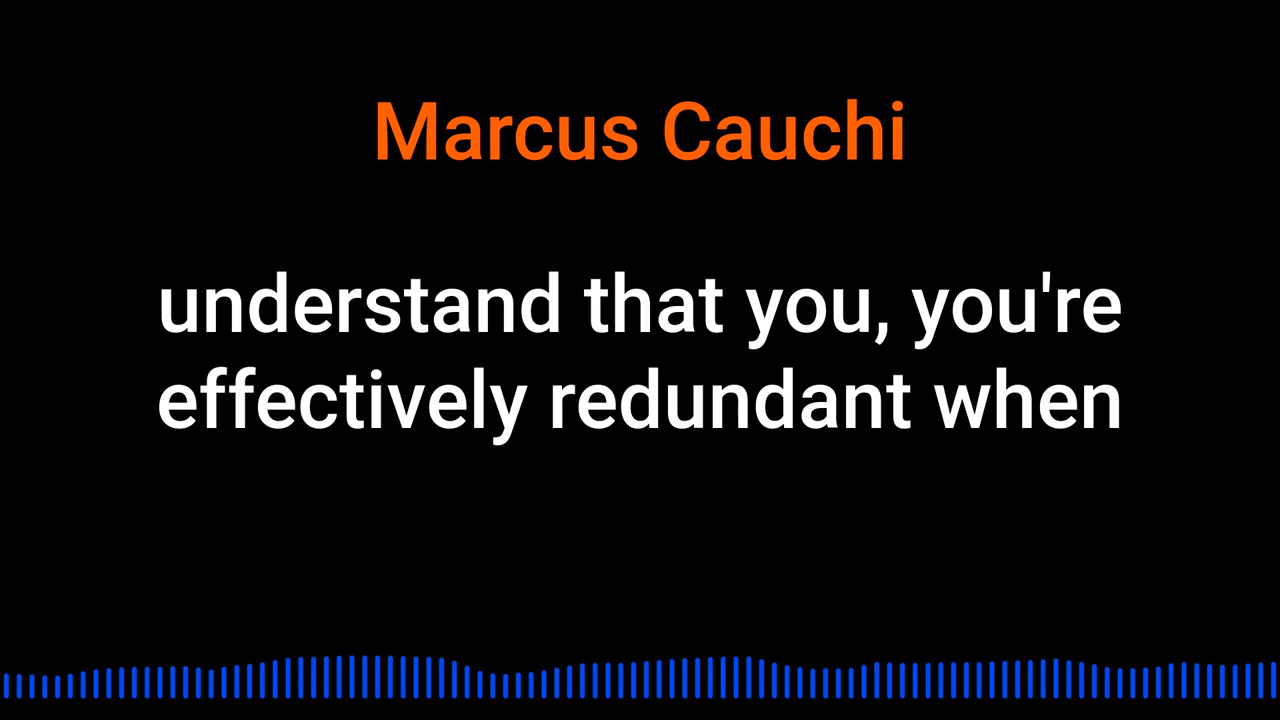 Marcus Cauchi
understand that you, you're
effectively redundant when